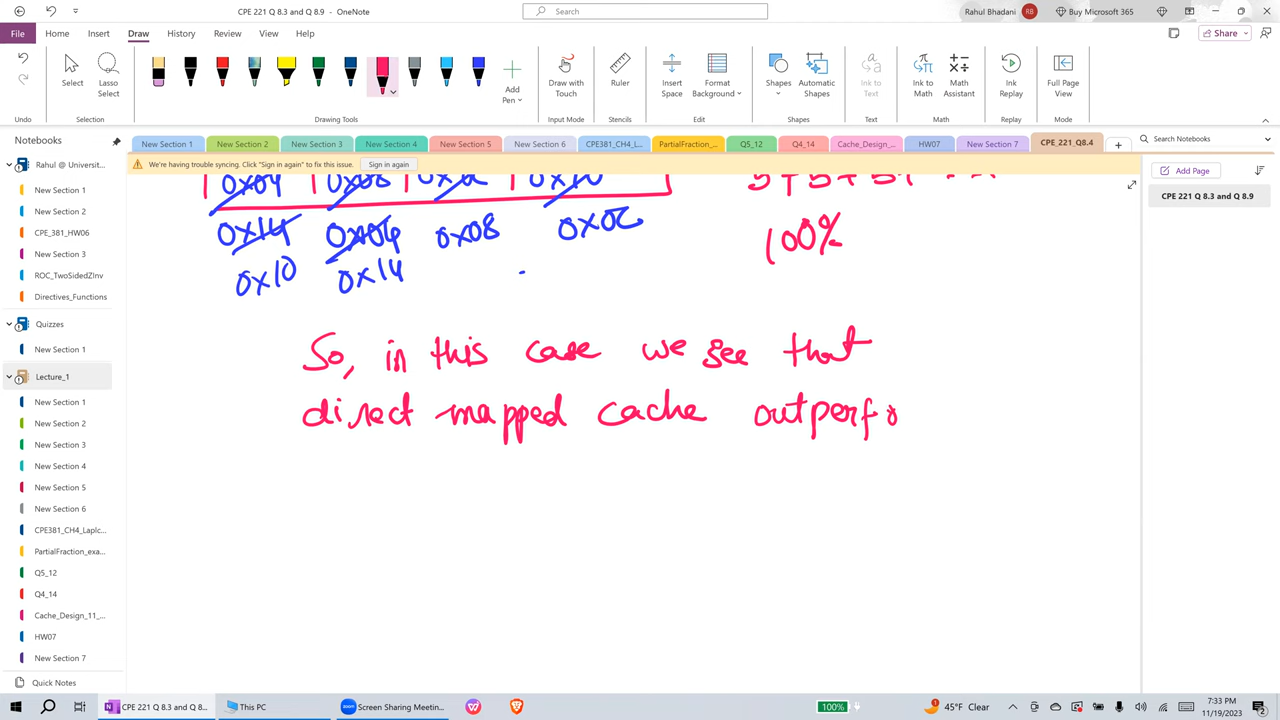 CPE 221 Q 8.3 and Q 8.9 - OneNote
Search
Rahul Bhadani RB Buy Microsoft 365
File Home Insert Draw History Review View Help
Share
Undo
Select
Lasso Select
Selection
Drawing Tools
Add Pen
Draw with Touch
Input Mode
Ruler
Stencils
Insert Space
Format Background
Edit
Shapes
Automatic Shapes
Shapes
Ink to Text
Text
Ink to Math
Math Assistant
Math
Ink Replay
Replay
Full Page View
Mode
Notebooks
New Section 1 New Section 2 New Section 3 New Section 4 New Section 5 New Section 6 CPE381_CH4_L... PartialFraction_... Q5_12 Q4_14 Cache_Design_... HW07 New Section 7 CPE_221_Q8.4
Search Notebooks
We're having trouble syncing. Click "Sign in again" to fix this issue. Sign in again
Add Page
CPE 221 Q 8.3 and Q 8.9
Rahul @ Universit...
New Section 1
New Section 2
CPE_381_HW06
New Section 3
ROC_TwoSidedZInv
Directives_Functions
Quizzes
New Section 1
Lecture_1
New Section 1
New Section 2
New Section 3
New Section 4
New Section 5
New Section 6
CPE381_CH4_Laplc...
PartialFraction_exa...
Q5_12
Q4_14
Cache_Design_11_...
HW07
New Section 7
Quick Notes
0x04 0x08 0x10
0x14 0x04 0x08 0x0C
0x10 0x14
100%
So, in this case we see that
direct mapped cache outperfo
CPE 221 Q 8.3 and Q 8... This PC Screen Sharing Meetin...
100%
45°F Clear
7:33 PM
11/19/2023
2